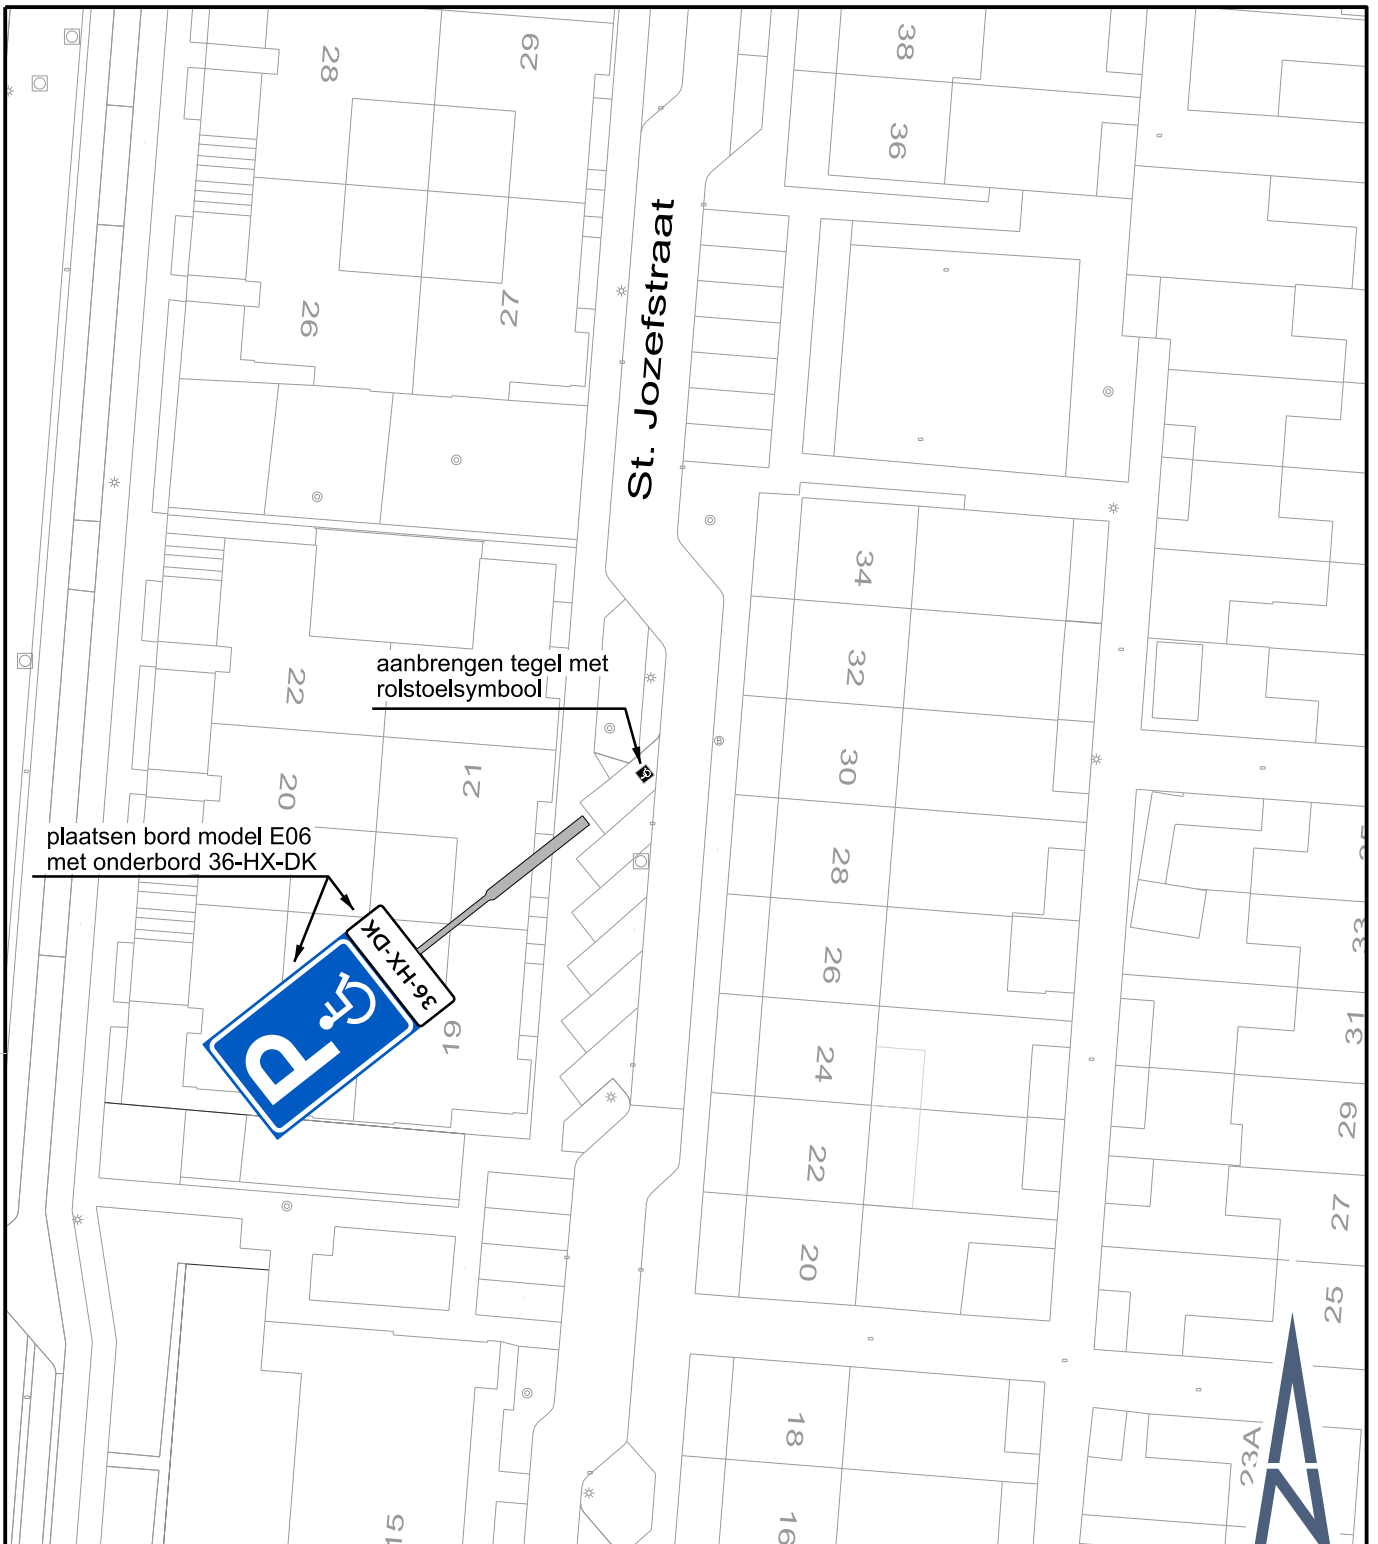 28
29
38
36
26
27
St. Jozefstraat
34
22
32
aanbrengen tegel met
rolstoelsymbool
20
21
30
plaatsen bord model E06
met onderbord 36-HX-DK
28
36-HX-DK
P
19
26
33
24
31
22
29
20
27
25
18
23A
15
16
N